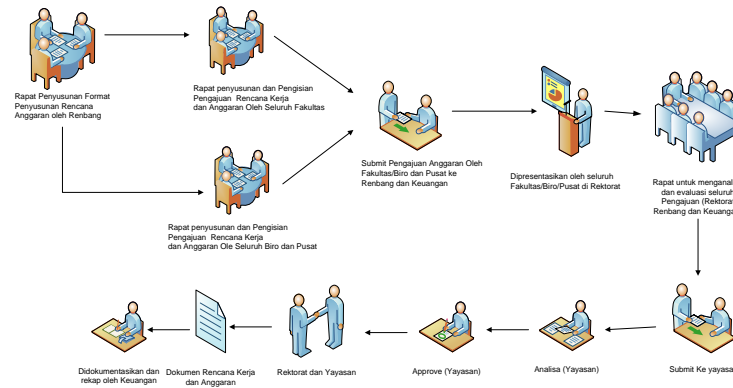 Rapat Penyusunan Format
Penyusunan Rencana
Anggaran oleh Renbang
Rapat penyusunan dan Pengisian
Pengajuan Rencana Kerja
dan Anggaran Oleh Seluruh Fakultas
Rapat penyusunan dan Pengisian
Pengajuan Rencana Kerja
dan Anggaran Ole Seluruh Biro dan Pusat
Submit Pengajuan Anggaran Oleh
Fakultas/Biro dan Pusat ke
Renbang dan Keuangan
Dipresentasikan oleh seluruh
Fakultas/Biro/Pusat di Rektorat
Rapat untuk menganal
dan evaluasi seluruh
Pengajuan (Rektorat
Renbang dan Keuanga
Submit Ke yayasa
Analisa (Yayasan)
Approve (Yayasan)
Rektorat dan Yayasan
Dokumen Rencana Kerja
dan Anggaran
Didokumentasikan dan
rekap oleh Keuangan